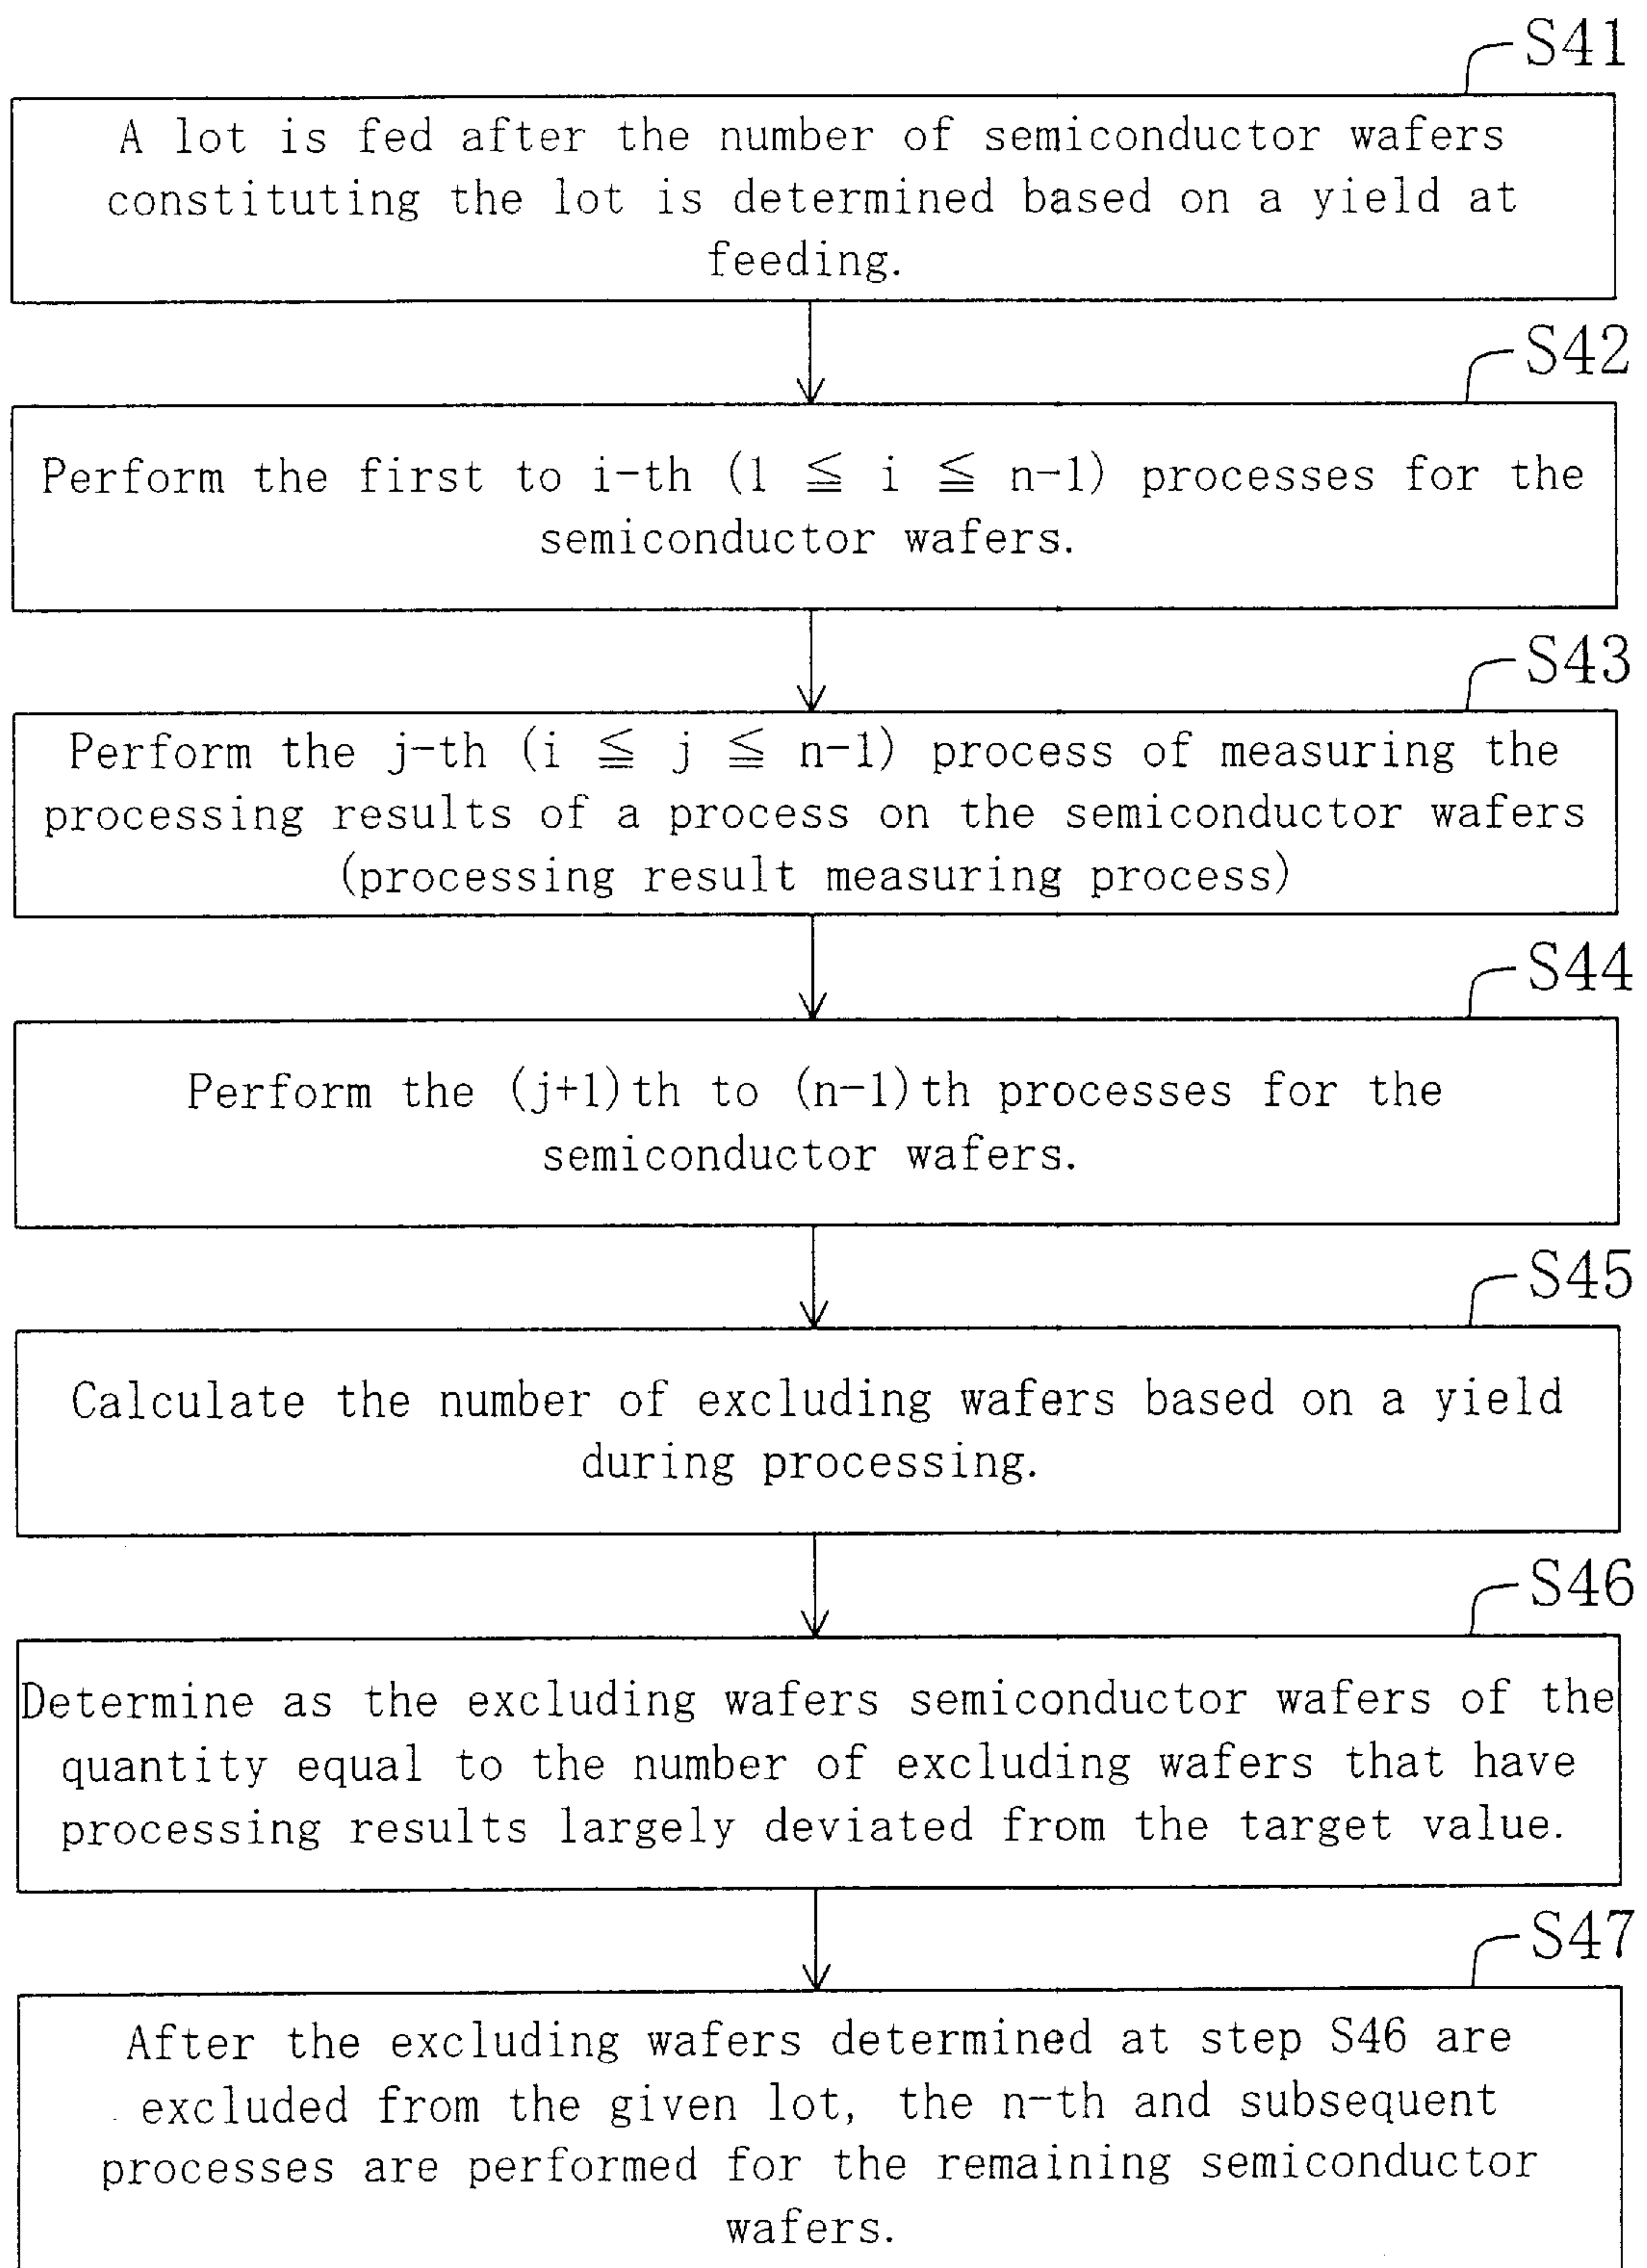 S41
A lot is fed after the number of semiconductor wafers
constituting the lot is determined based on a yield at
feeding.
S42
Perform the first to i-th (1 ≦ i ≦ n-1) processes for the
semiconductor wafers.
S43
Perform the j-th (i ≦ j ≦ n-1) process of measuring the
processing results of a process on the semiconductor wafers
(processing result measuring process)
S44
Perform the (j+1)th to (n-1)th processes for the
semiconductor wafers.
S45
Calculate the number of excluding wafers based on a yield
during processing.
S46
Determine as the excluding wafers semiconductor wafers of the
quantity equal to the number of excluding wafers that have
processing results largely deviated from the target value.
S47
After the excluding wafers determined at step S46 are
excluded from the given lot, the n-th and subsequent
processes are performed for the remaining semiconductor
wafers.